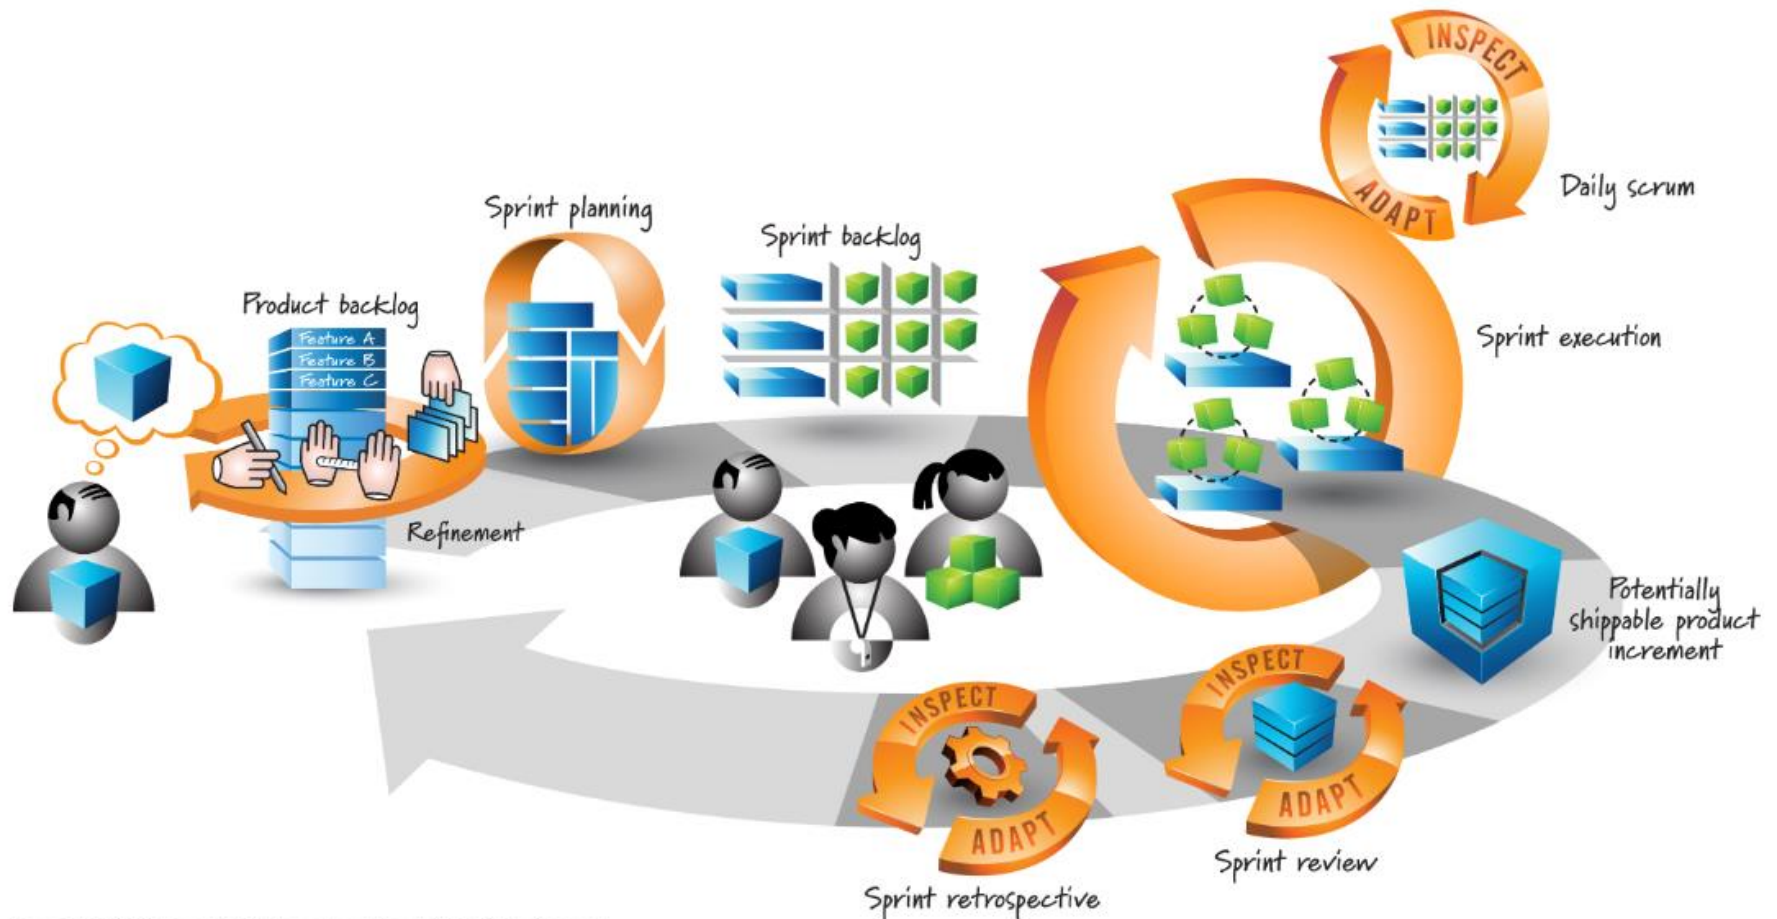 INSPECT
ADAPT
Daily scrum
Sprint planning
Sprint backlog
Product backlog
Feature A
Feature B
Feature C
Sprint execution
Refinement
Potentially
shippable product
increment
INSPECT
ADAPT
Sprint review
INSPECT
ADAPT
Sprint retrospective